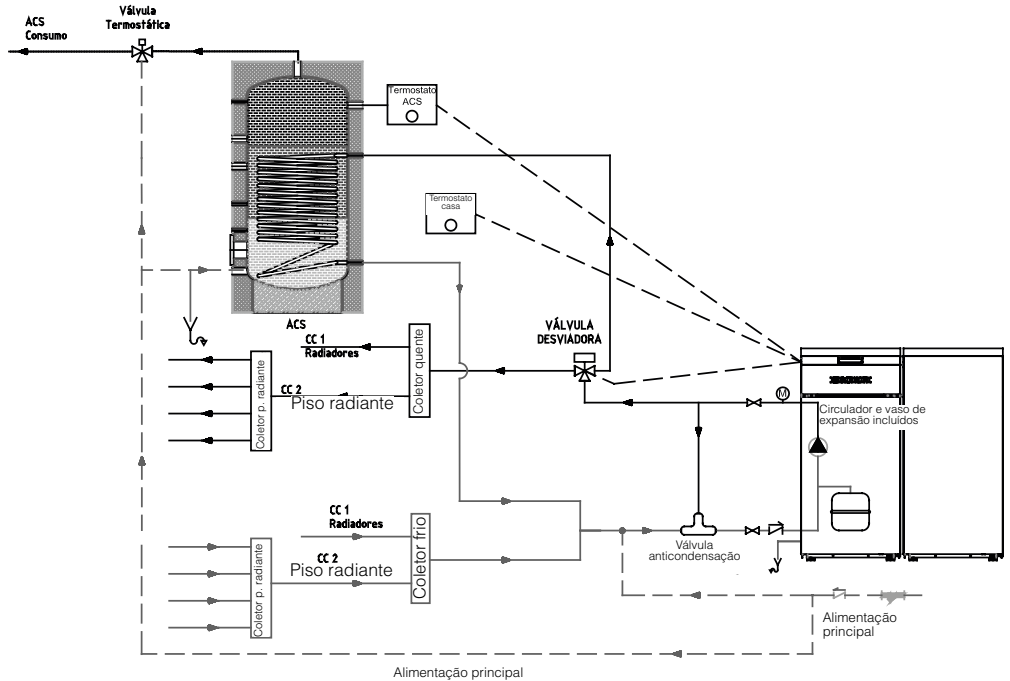 Válvula
Termostática
ACS
Consumo
Termostato
ACS
Termostato
casa
ACS
VÁLVULA
DESVIADORA
CC 1
Radiadores
Coletor quente
CC 2
Piso radiante
Coletor p. radiante
M
Circulador e vaso de
expansão incluídos
CC 1
Radiadores
Coletor frio
CC 2
Piso radiante
Coletor p. radiante
Válvula
anticondensação
Alimentação
principal
Alimentação principal